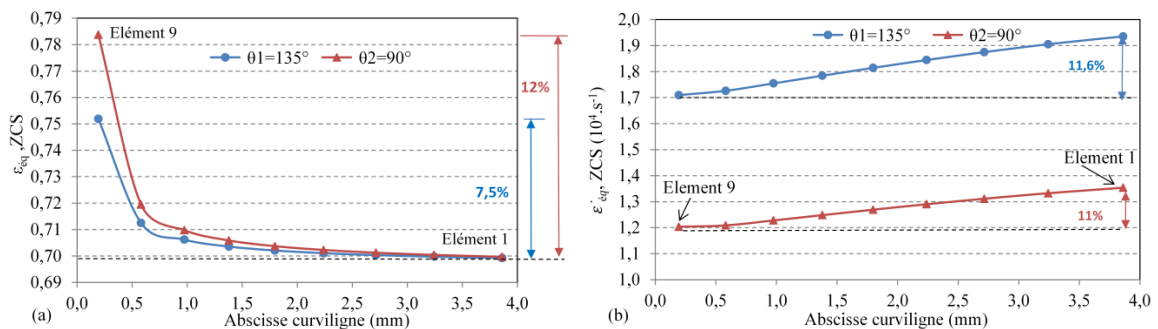 0,79
0,78
0,77
0,76
0,75
0,74
0,73
0,72
0,71
0,70
0,69
εéq,ZCS
Elément 9
θ1=135° θ2=90°
12%
7,5%
Elément 1
0,0 0,5 1,0 1,5 2,0 2,5 3,0 3,5 4,0
(a) Abscisse curviligne (mm)
2,0
1,9
1,8
1,7
1,6
1,5
1,4
1,3
1,2
1,1
1,0
ε˙éq, ZCS (10⁴.s⁻¹)
θ1=135° θ2=90°
11,6%
Element 1
Element 9
11%
0,0 0,5 1,0 1,5 2,0 2,5 3,0 3,5 4,0
(b) Abscisse curviligne (mm)